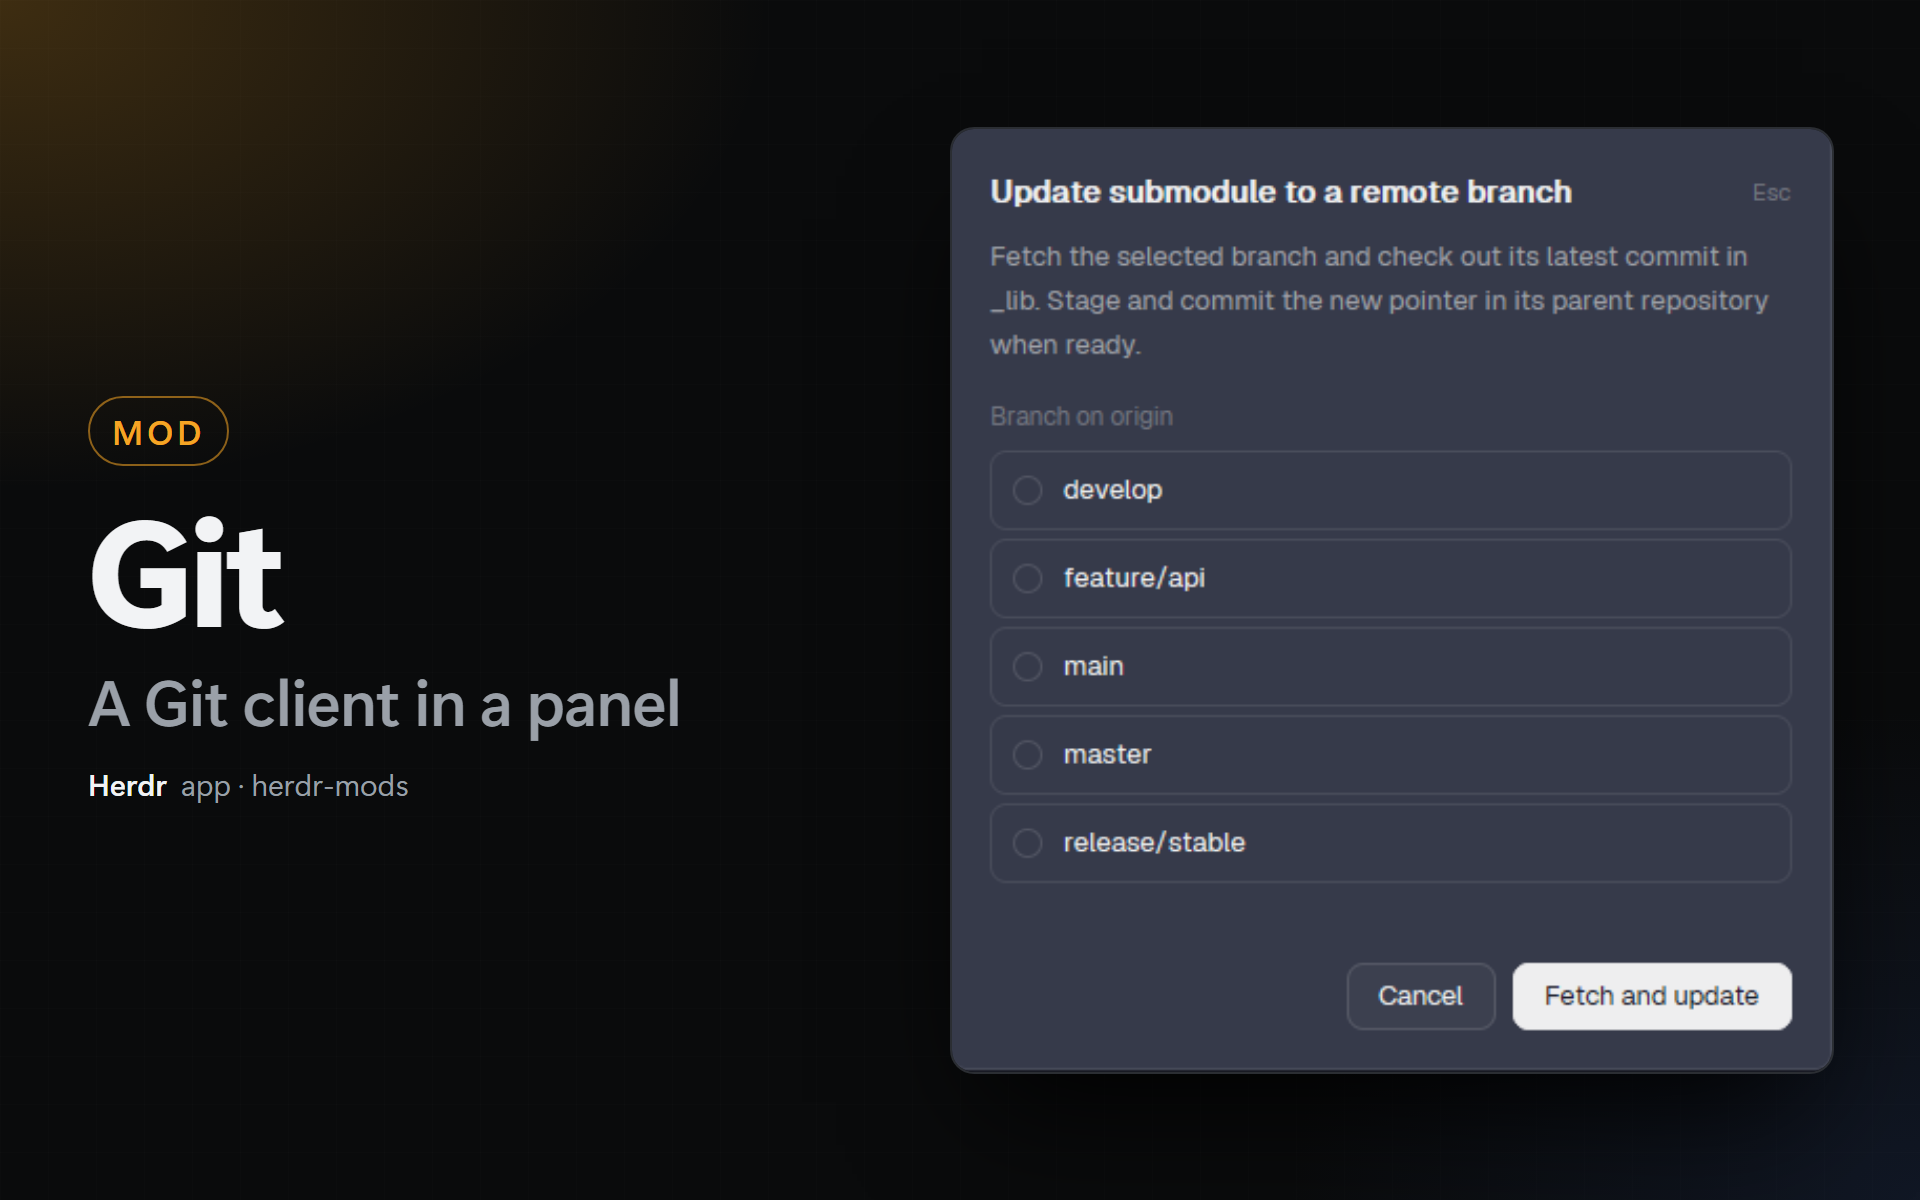 MOD
Git
A Git client in a panel
Herdr app · herdr-mods
Update submodule to a remote branch
Esc
Fetch the selected branch and check out its latest commit in
_lib. Stage and commit the new pointer in its parent repository
when ready.
Branch on origin
develop
feature/api
main
master
release/stable
Cancel
Fetch and update